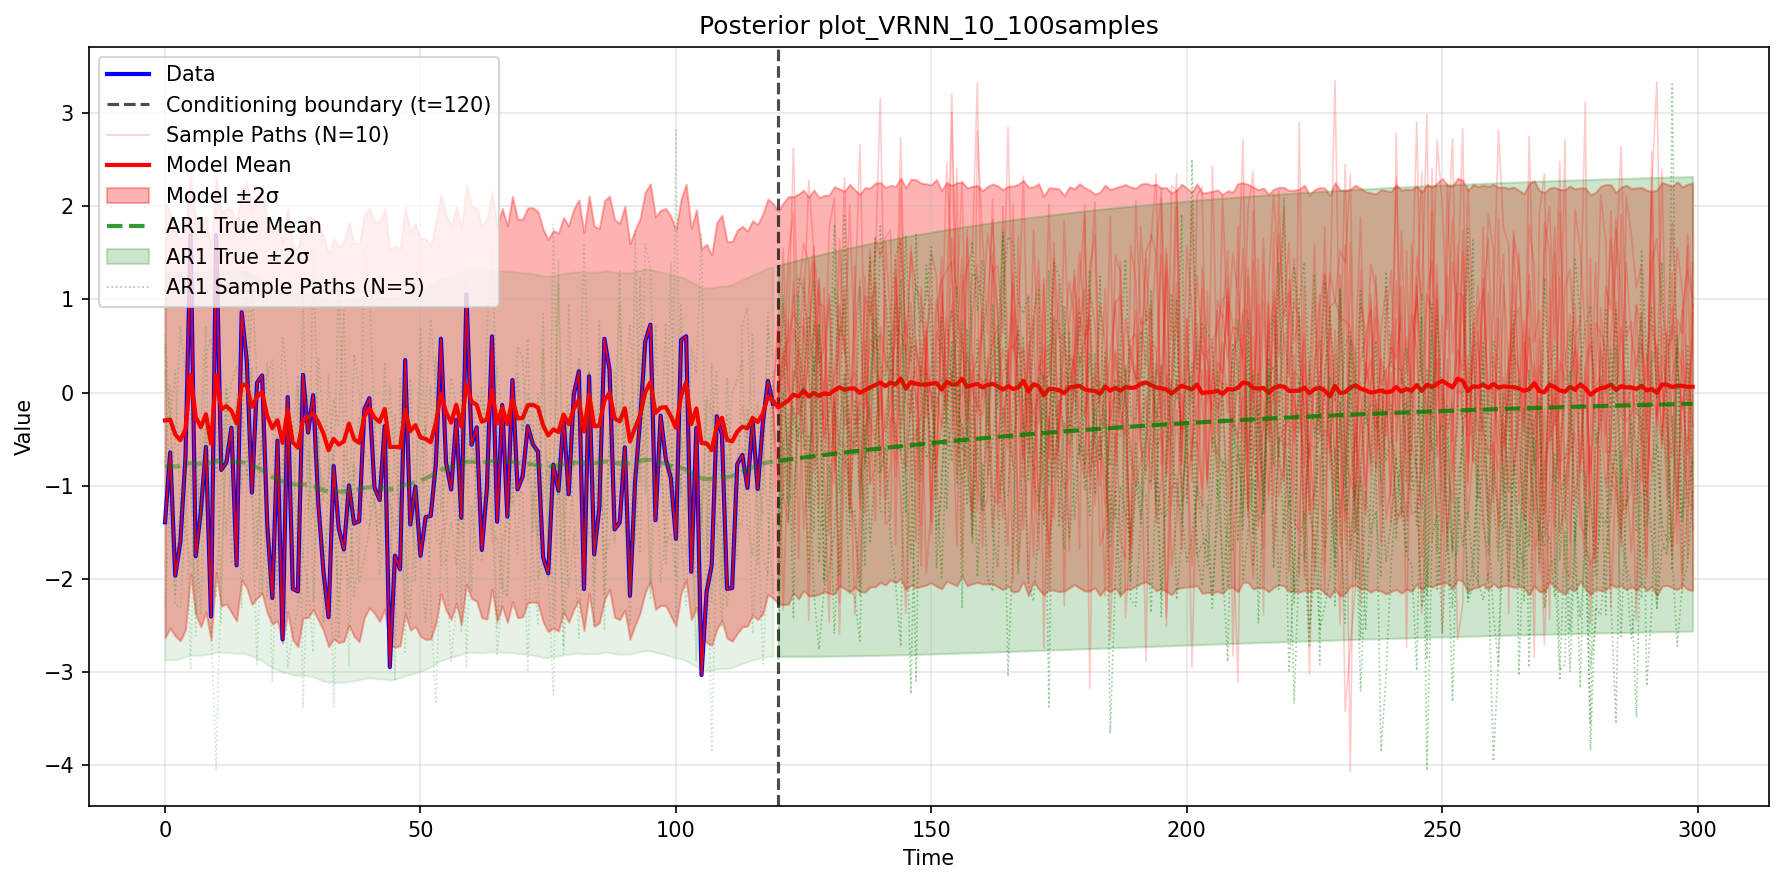 Posterior plot_VRNN_10_100samples
Data
Conditioning boundary (t=120)
Sample Paths (N=10)
Model Mean
Model ±2σ
AR1 True Mean
AR1 True ±2σ
AR1 Sample Paths (N=5)
Value
3
2
1
0
−1
−2
−3
−4
0
50
100
150
200
250
300
Time